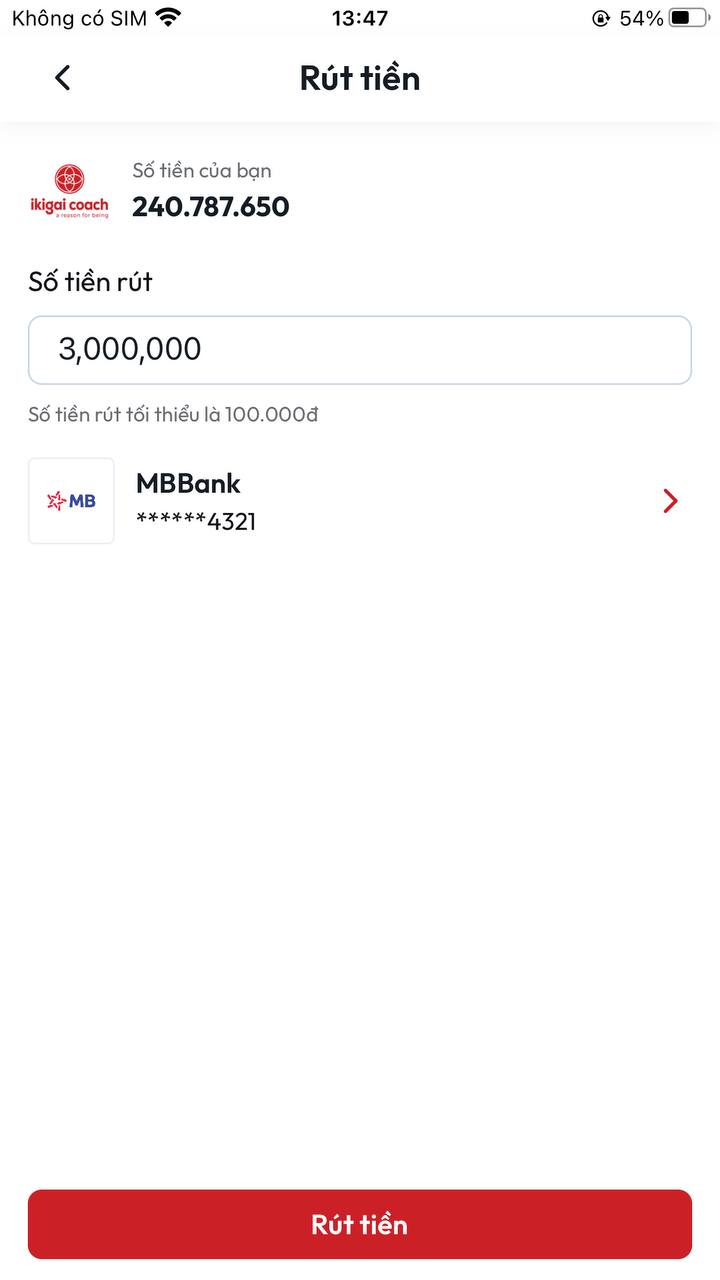 Không có SIM 13:47 54%
Rút tiền
ikigai coach
a reason for being
Số tiền của bạn
240.787.650
Số tiền rút
3,000,000
Số tiền rút tối thiểu là 100.000đ
MB
MBBank
******4321
Rút tiền